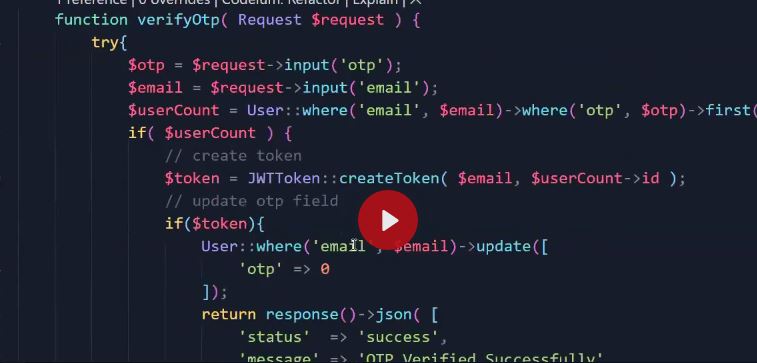 1 reference | 0 overrides | Codeium: Refactor | Explain | X
function verifyOtp( Request $request ) {
try{
$otp = $request->input('otp');
$email = $request->input('email');
$userCount = User::where('email', $email)->where('otp', $otp)->first(
if( $userCount ) {
// create token
$token = JWTToken::createToken( $email, $userCount->id );
// update otp field
if($token){
User::where('email', $email)->update([
'otp' => 0
]);
return response()->json( [
'status' => 'success',
'message' => 'OTP Verified Successfully'